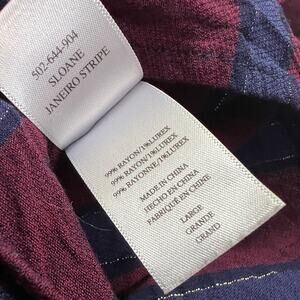 502-644-904
SLOANE
JANEIRO STRIPE
99% RAYON/1%LUREX
99% RAYON/1%LUREX
99% RAYONNE/1%LUREX
MADE IN CHINA
HECHO EN CHINA
FABRIQUÉ EN CHINE
LARGE
GRANDE
GRAND